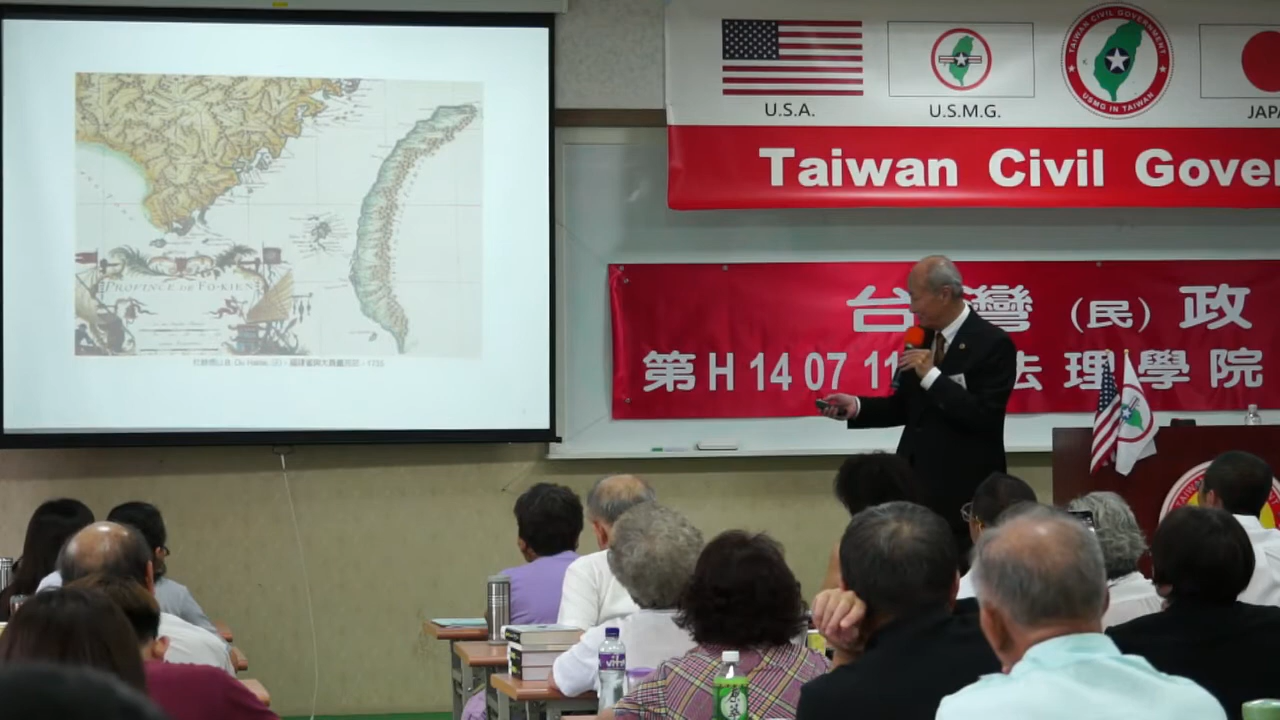 U.S.A.
U.S.M.G.
TAIWAN CIVIL GOVERNMENT
USMG IN TAIWAN
JAPA
Taiwan Civil Gover
PROVINCE DE FO-KIEN
台灣(民)政
第H 14 07 11
法理學院